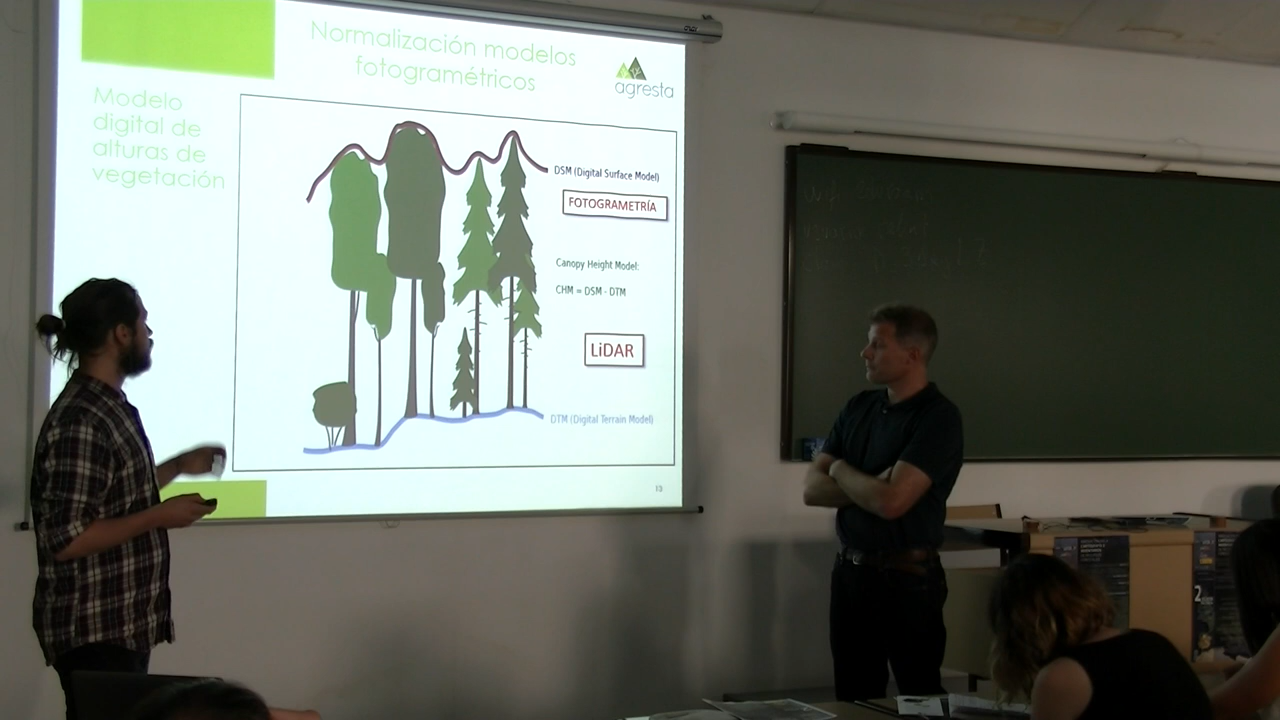 Normalización modelos
fotogramétricos
agresta
Modelo
digital de
alturas de
vegetación
DSM (Digital Surface Model)
FOTOGRAMETRÍA
Canopy Height Model:
CHM = DSM - DTM
LiDAR
DTM (Digital Terrain Model)
13
2